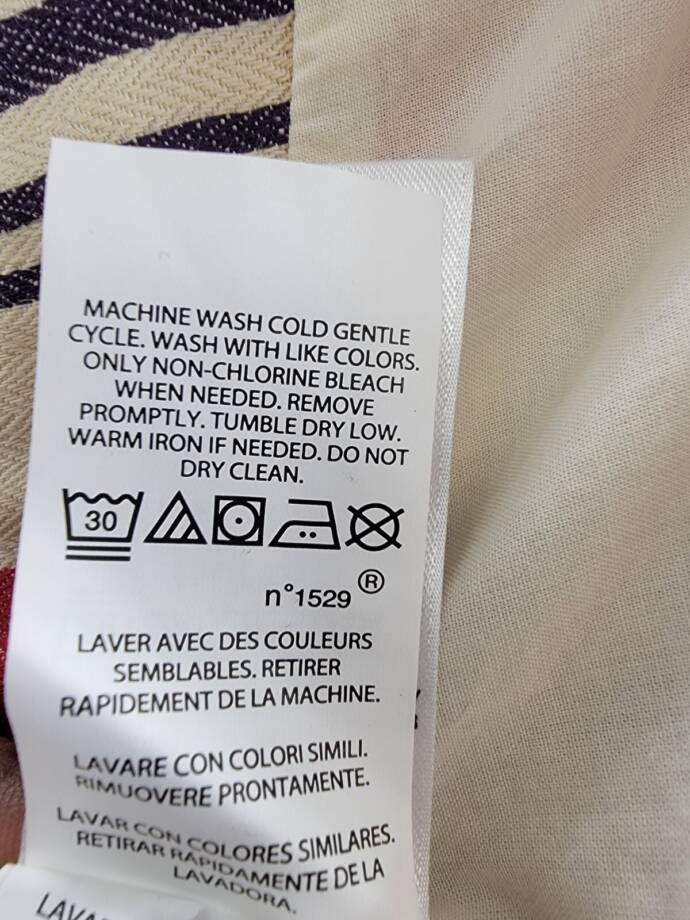 MACHINE WASH COLD GENTLE
CYCLE. WASH WITH LIKE COLORS.
ONLY NON-CHLORINE BLEACH
WHEN NEEDED. REMOVE
PROMPTLY. TUMBLE DRY LOW.
WARM IRON IF NEEDED. DO NOT
DRY CLEAN.
30
n°1529 ®
LAVER AVEC DES COULEURS
SEMBLABLES. RETIRER
RAPIDEMENT DE LA MACHINE.
LAVARE CON COLORI SIMILI.
RIMUOVERE PRONTAMENTE.
LAVAR CON COLORES SIMILARES.
RETIRAR RÁPIDAMENTE DE LA
LAVADORA.